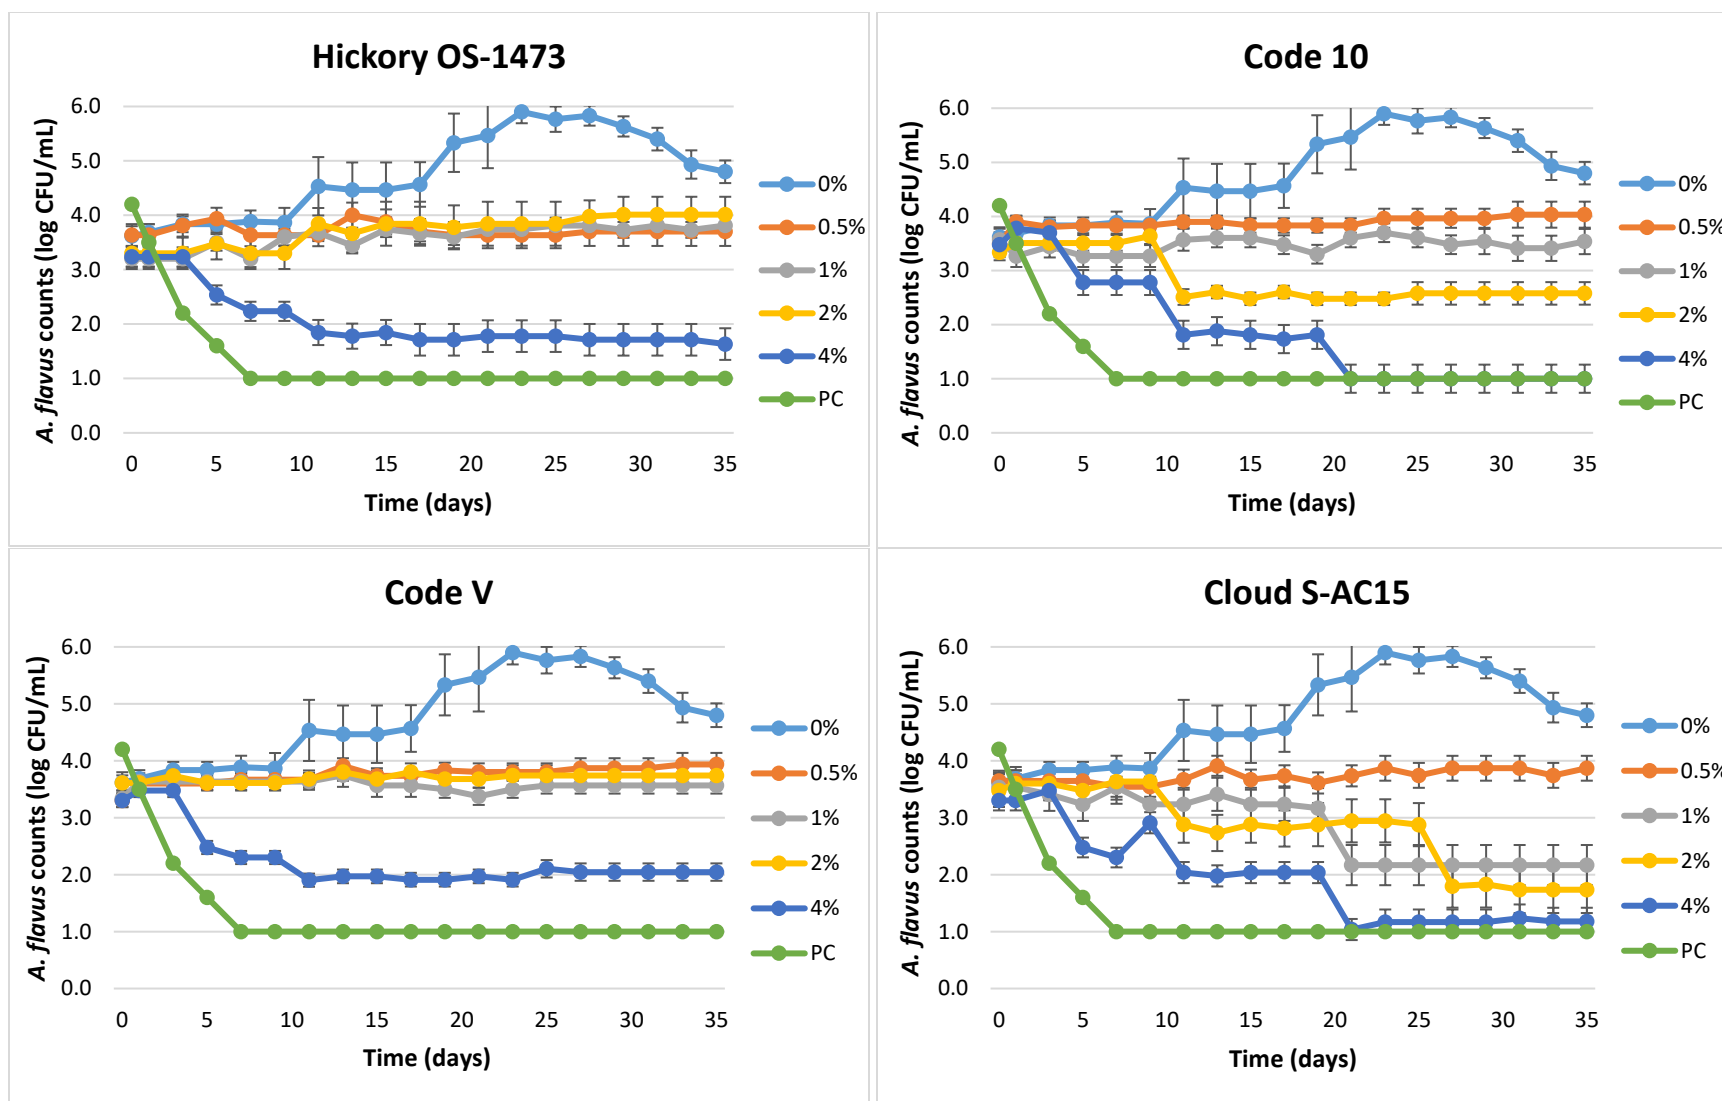 Hickory OS-1473
A. flavus counts (log CFU/mL)
6.0
5.0
4.0
3.0
2.0
1.0
0.0
0 5 10 15 20 25 30 35
Time (days)
0%
0.5%
1%
2%
4%
PC
Code 10
A. flavus counts (log CFU/mL)
6.0
5.0
4.0
3.0
2.0
1.0
0.0
0 5 10 15 20 25 30 35
Time (days)
0%
0.5%
1%
2%
4%
PC
Code V
A. flavus counts (log CFU/mL)
6.0
5.0
4.0
3.0
2.0
1.0
0.0
0 5 10 15 20 25 30 35
Time (days)
0%
0.5%
1%
2%
4%
PC
Cloud S-AC15
A. flavus counts (log CFU/mL)
6.0
5.0
4.0
3.0
2.0
1.0
0.0
0 5 10 15 20 25 30 35
Time (days)
0%
0.5%
1%
2%
4%
PC